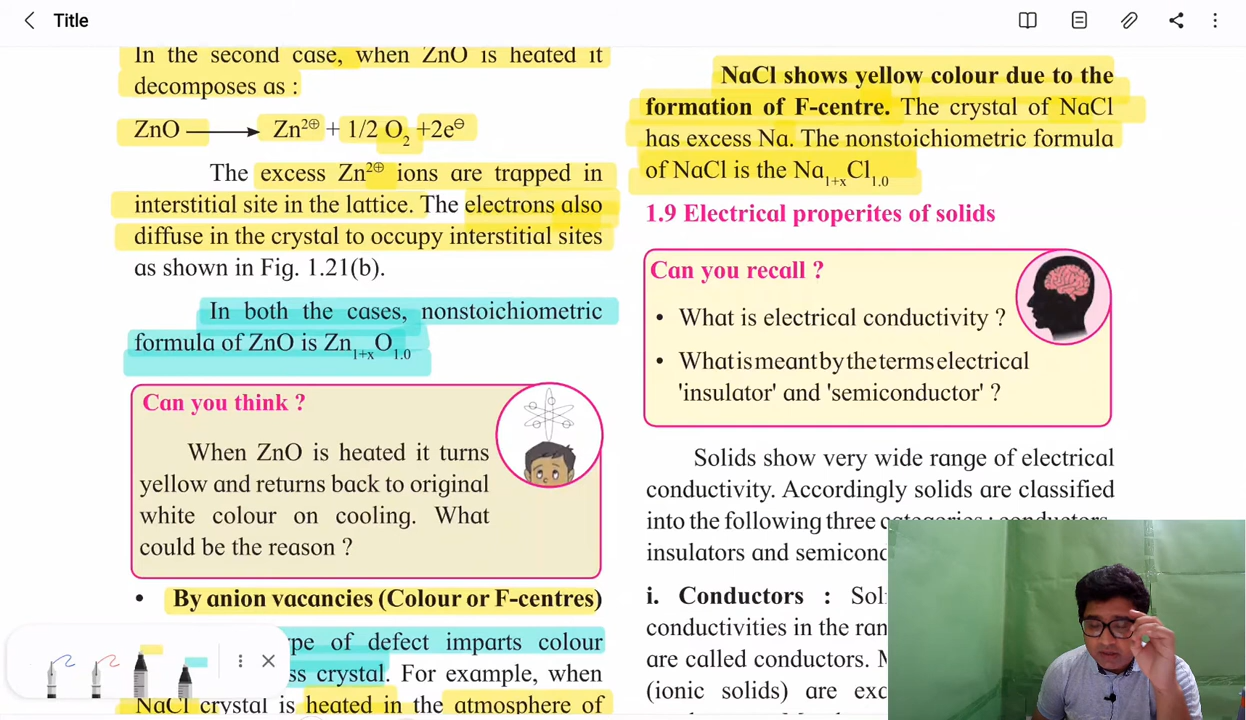 Title
In the second case, when ZnO is heated it
decomposes as :
ZnO ⟶ Zn²⊕ + 1/2 O₂ +2e⊖
The excess Zn²⊕ ions are trapped in
interstitial site in the lattice. The electrons also
diffuse in the crystal to occupy interstitial sites
as shown in Fig. 1.21(b).
In both the cases, nonstoichiometric
formula of ZnO is Zn₁₊ₓO₁.₀
Can you think ?
When ZnO is heated it turns
yellow and returns back to original
white colour on cooling. What
could be the reason ?
• By anion vacancies (Colour or F-centres)
of defect imparts colour
crystal. For example, when
NaCl crystal is heated in the atmosphere of
NaCl shows yellow colour due to the
formation of F-centre. The crystal of NaCl
has excess Na. The nonstoichiometric formula
of NaCl is the Na₁₊ₓCl₁.₀
1.9 Electrical properites of solids
Can you recall ?
• What is electrical conductivity ?
• What is meant by the terms electrical
'insulator' and 'semiconductor' ?
Solids show very wide range of electrical
conductivity. Accordingly solids are classified
into the following three categories : conductors,
insulators and
i. Conductors :
conductivities in the
are called conductors.
(ionic solids) are